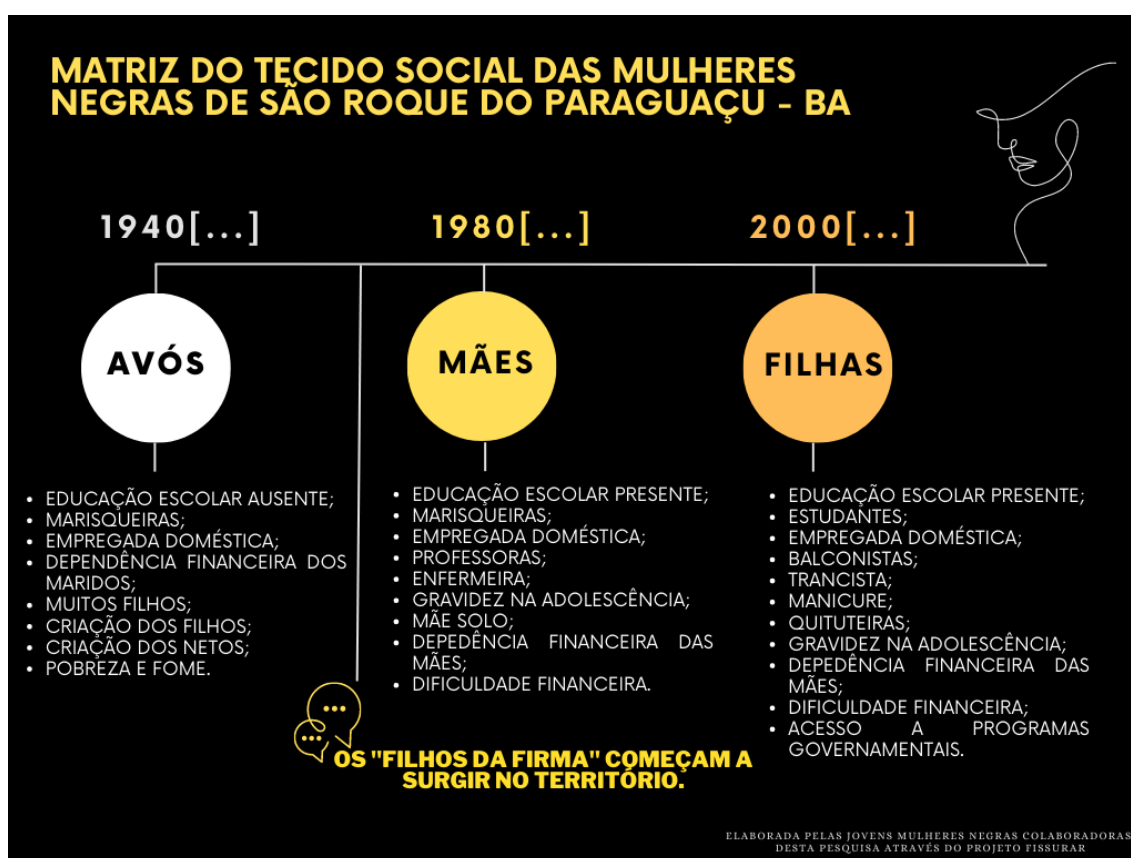 MATRIZ DO TECIDO SOCIAL DAS MULHERES
NEGRAS DE SÃO ROQUE DO PARAGUAÇU - BA
1940[...]
1980[...]
2000[...]
AVÓS
MÃES
FILHAS
• EDUCAÇÃO ESCOLAR AUSENTE;
• MARISQUEIRAS;
• EMPREGADA DOMÉSTICA;
• DEPENDÊNCIA FINANCEIRA DOS
MARIDOS;
• MUITOS FILHOS;
• CRIAÇÃO DOS FILHOS;
• CRIAÇÃO DOS NETOS;
• POBREZA E FOME.
• EDUCAÇÃO ESCOLAR PRESENTE;
• MARISQUEIRAS;
• EMPREGADA DOMÉSTICA;
• PROFESSORAS;
• ENFERMEIRA;
• GRAVIDEZ NA ADOLESCÊNCIA;
• MÃE SOLO;
• DEPEDÊNCIA FINANCEIRA DAS
MÃES;
• DIFICULDADE FINANCEIRA.
• EDUCAÇÃO ESCOLAR PRESENTE;
• ESTUDANTES;
• EMPREGADA DOMÉSTICA;
• BALCONISTAS;
• TRANCISTA;
• MANICURE;
• QUITUTEIRAS;
• GRAVIDEZ NA ADOLESCÊNCIA;
• DEPEDÊNCIA FINANCEIRA DAS
MÃES;
• DIFICULDADE FINANCEIRA;
• ACESSO A PROGRAMAS
GOVERNAMENTAIS.
OS "FILHOS DA FIRMA" COMEÇAM A
SURGIR NO TERRITÓRIO.
ELABORADA PELAS JOVENS MULHERES NEGRAS COLABORADORAS
DESTA PESQUISA ATRAVÉS DO PROJETO FISSURAR